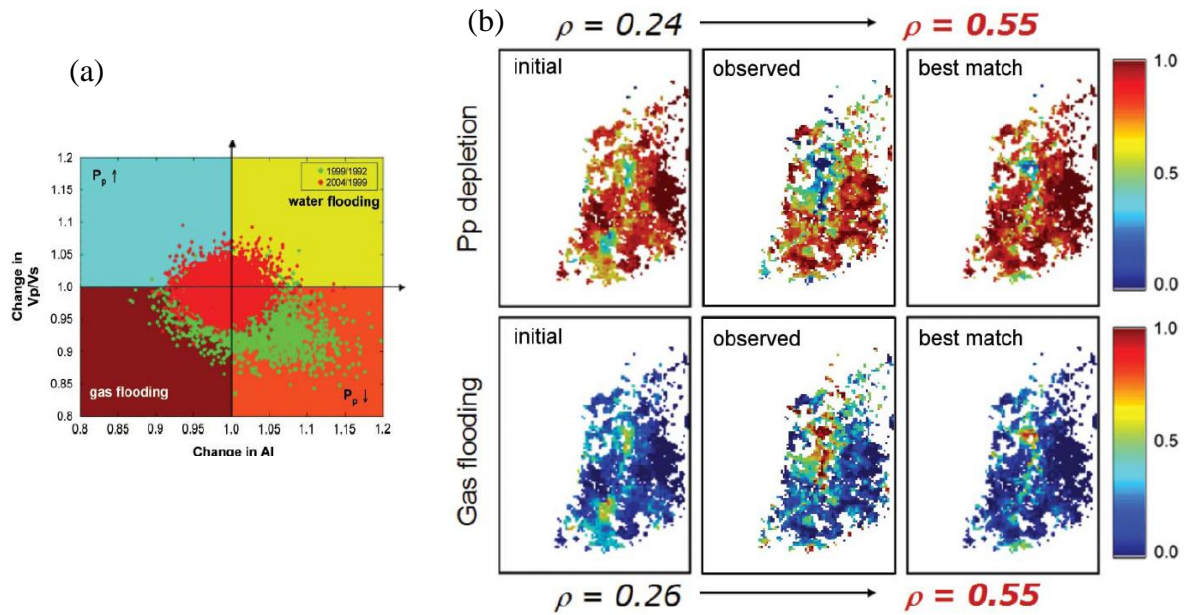 (a)
1.2
1.15
1.1
1.05
1.0
0.95
0.9
0.85
0.8
Change in
Vp/Vs
Pp ↑
1999/1992
2004/1999
water flooding
gas flooding
Pp ↓
0.8 0.85 0.9 0.95 1.0 1.05 1.1 1.15 1.2
Change in AI
(b)
ρ = 0.24 → ρ = 0.55
Pp depletion
initial observed best match
1.0
0.5
0.0
Gas flooding
initial observed best match
1.0
0.5
0.0
ρ = 0.26 → ρ = 0.55